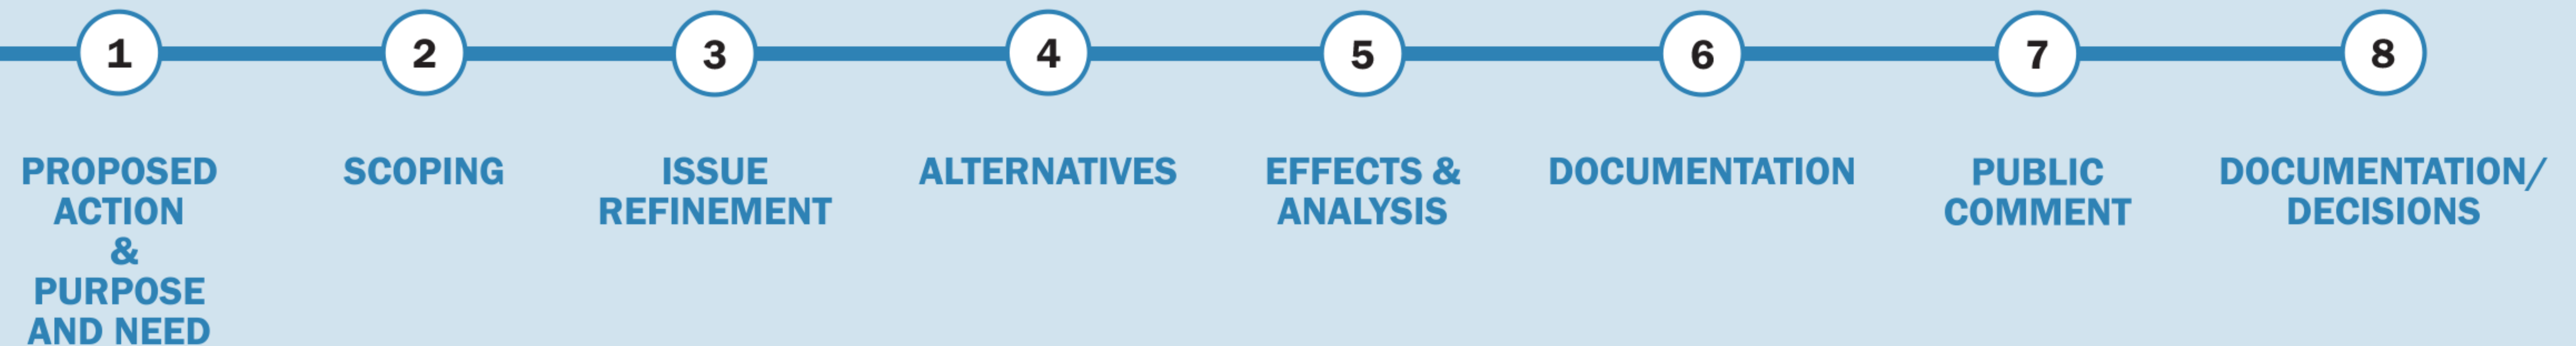 1
2
3
4
5
6
7
8
PROPOSED
ACTION
&
PURPOSE
AND NEED
SCOPING
ISSUE
REFINEMENT
ALTERNATIVES
EFFECTS &
ANALYSIS
DOCUMENTATION
PUBLIC
COMMENT
DOCUMENTATION/
DECISIONS